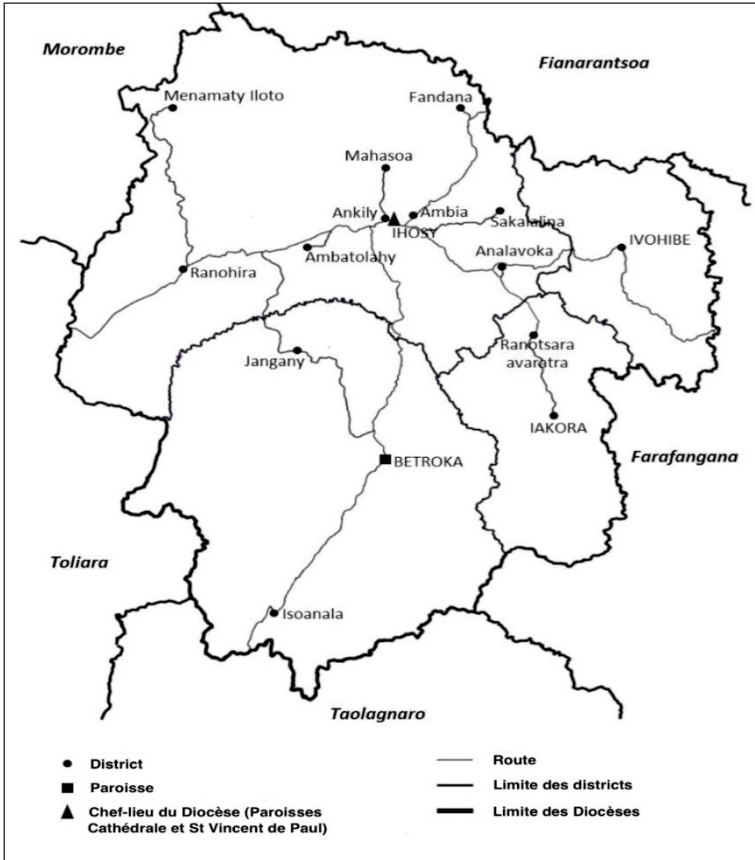 Morombe
Fianarantsoa
Menamaty Iloto
Fandana
Mahasoa
Ankily
Ambia
IHOSY
Sakalalina
Ambatolahy
Analavoka
IVOHIBE
Ranohira
Jangany
Ranotsara
avaratra
IAKORA
BETROKA
Farafangana
Toliara
Isoanala
Taolagnaro
District
Paroisse
Chef-lieu du Diocèse (Paroisses
Cathédrale et St Vincent de Paul)
Route
Limite des districts
Limite des Diocèses